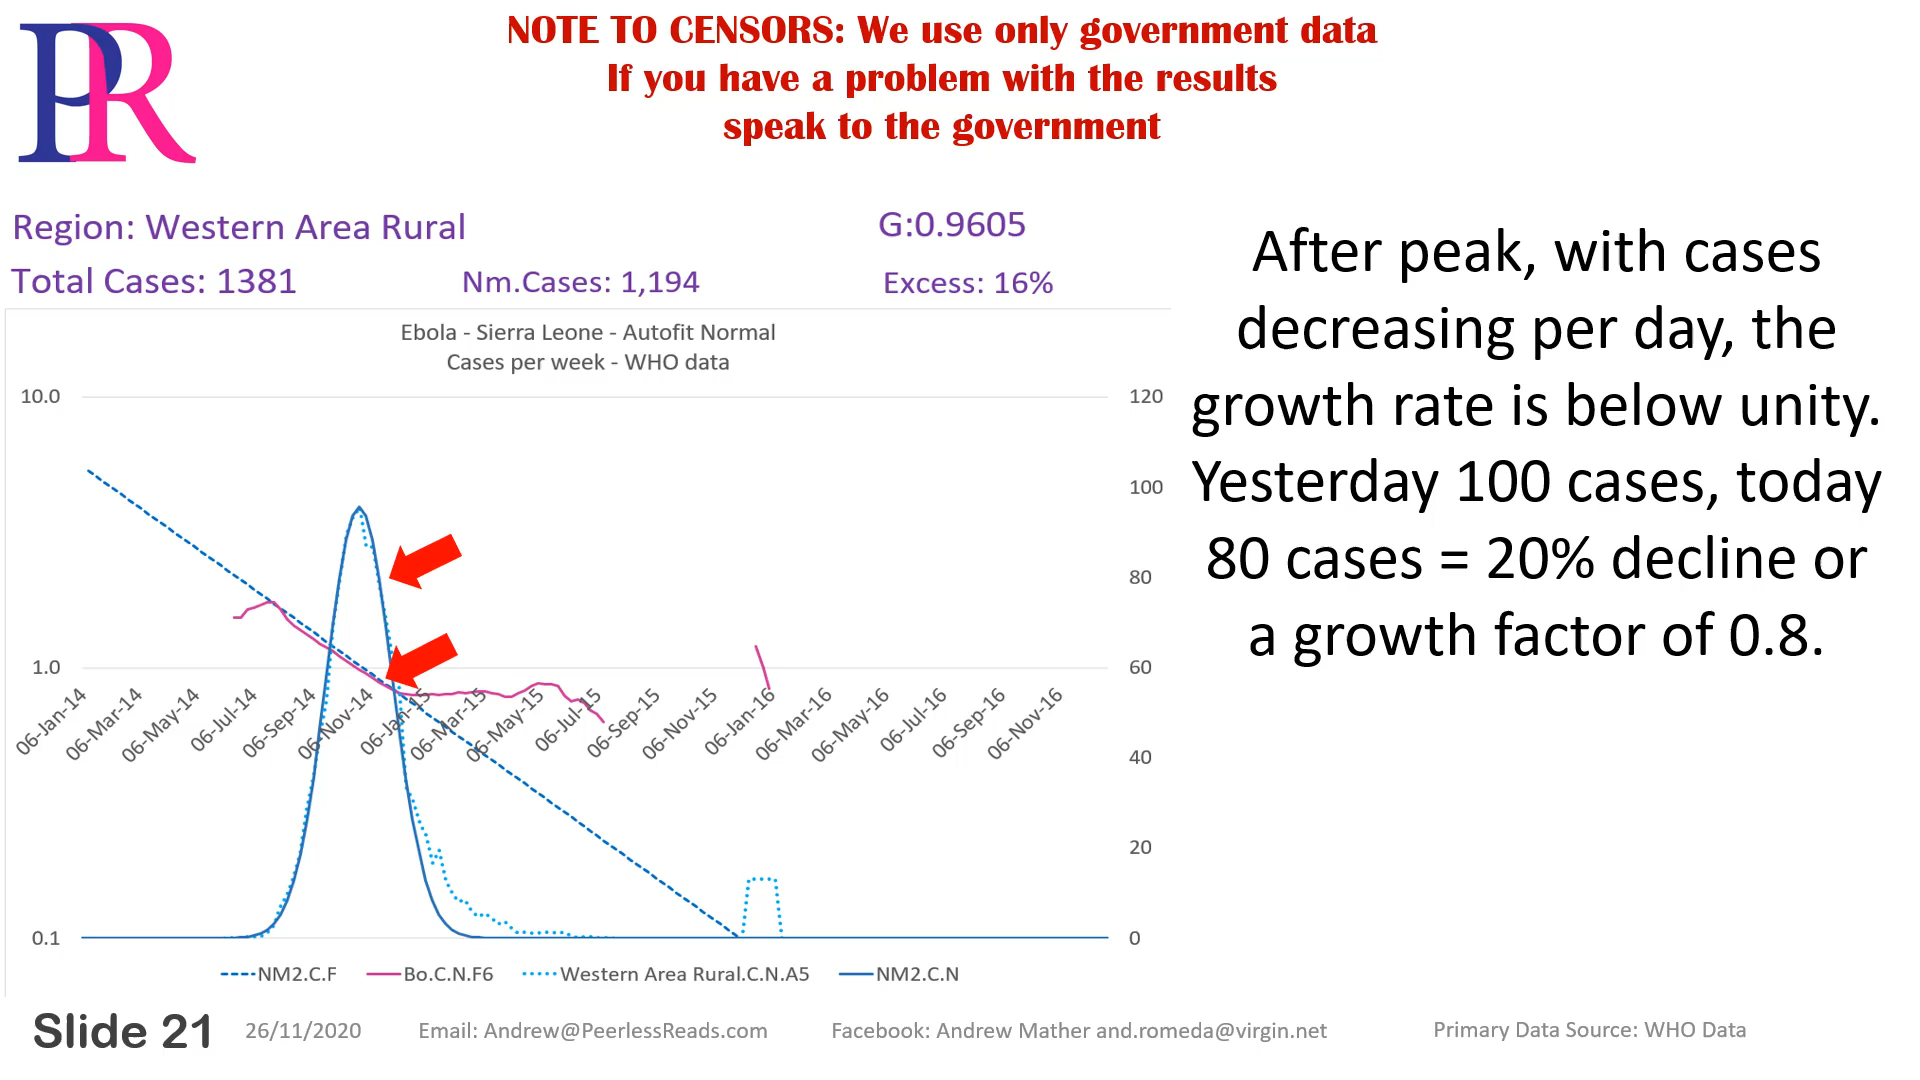 PR
NOTE TO CENSORS: We use only government data
If you have a problem with the results
speak to the government
Region: Western Area Rural
G:0.9605
Total Cases: 1381
Nm.Cases: 1,194
Excess: 16%
Ebola - Sierra Leone - Autofit Normal
Cases per week - WHO data
10.0
1.0
0.1
120
100
80
60
40
20
0
06-Jan-14
06-Mar-14
06-May-14
06-Jul-14
06-Sep-14
06-Nov-14
06-Jan-15
06-Mar-15
06-May-15
06-Jul-15
06-Sep-15
06-Nov-15
06-Jan-16
06-Mar-16
06-May-16
06-Jul-16
06-Sep-16
06-Nov-16
NM2.C.F
Bo.C.N.F6
Western Area Rural.C.N.A5
NM2.C.N
After peak, with cases
decreasing per day, the
growth rate is below unity.
Yesterday 100 cases, today
80 cases = 20% decline or
a growth factor of 0.8.
Slide 21
26/11/2020
Email: Andrew@PeerlessReads.com
Facebook: Andrew Mather and.romeda@virgin.net
Primary Data Source: WHO Data